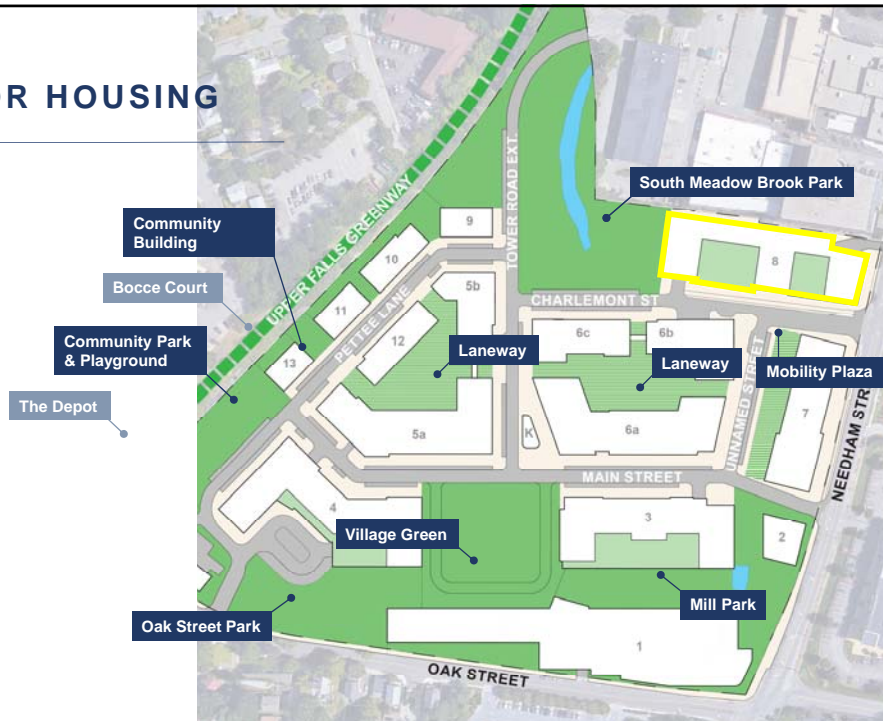 OR HOUSING
UPPER FALLS GREENWAY
TOWER ROAD EXT.
South Meadow Brook Park
Community
Building
Bocce Court
Community Park
& Playground
The Depot
PETTEE LANE
CHARLEMONT ST
Laneway
Laneway
Mobility Plaza
UNNAMED STREET
NEEDHAM STR
MAIN STREET
Village Green
Mill Park
Oak Street Park
OAK STREET
9
10
5b
8
11
12
6c
6b
13
7
5a
K
6a
4
3
2
1